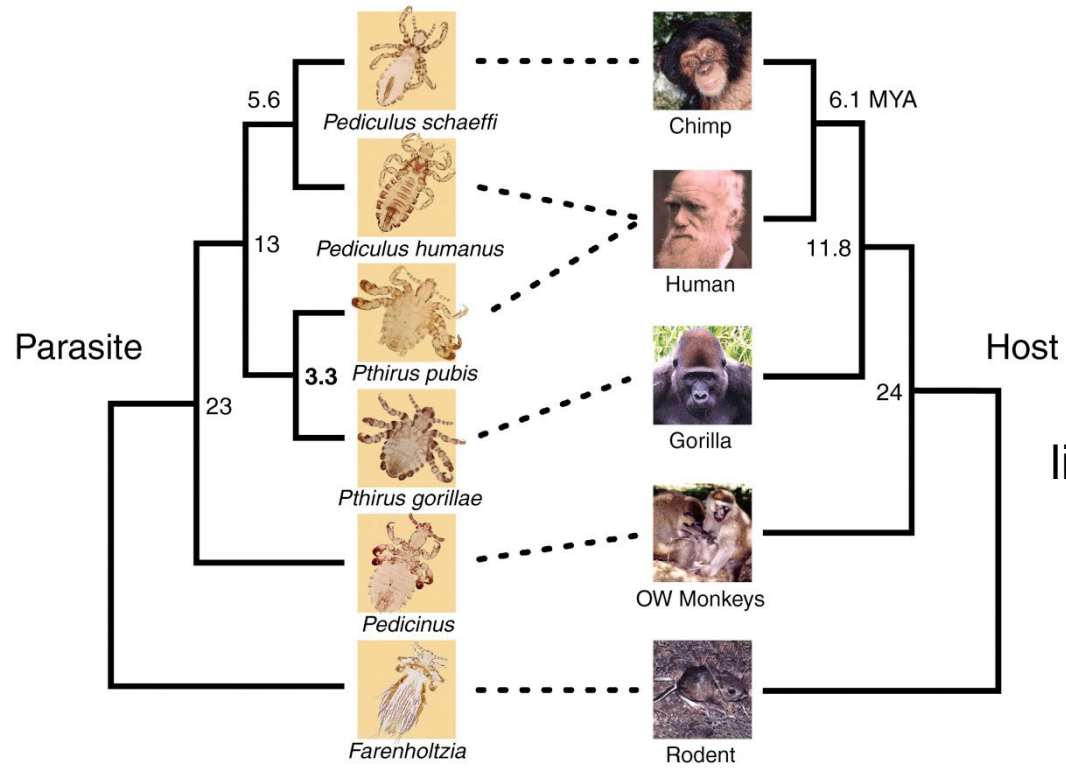 5.6
Pediculus schaeffi
Chimp
6.1 MYA
Pediculus humanus
13
Human
11.8
Parasite
Pthirus pubis
3.3
Host
23
Gorilla
24
li
Pthirus gorillae
Pedicinus
OW Monkeys
Farenholtzia
Rodent